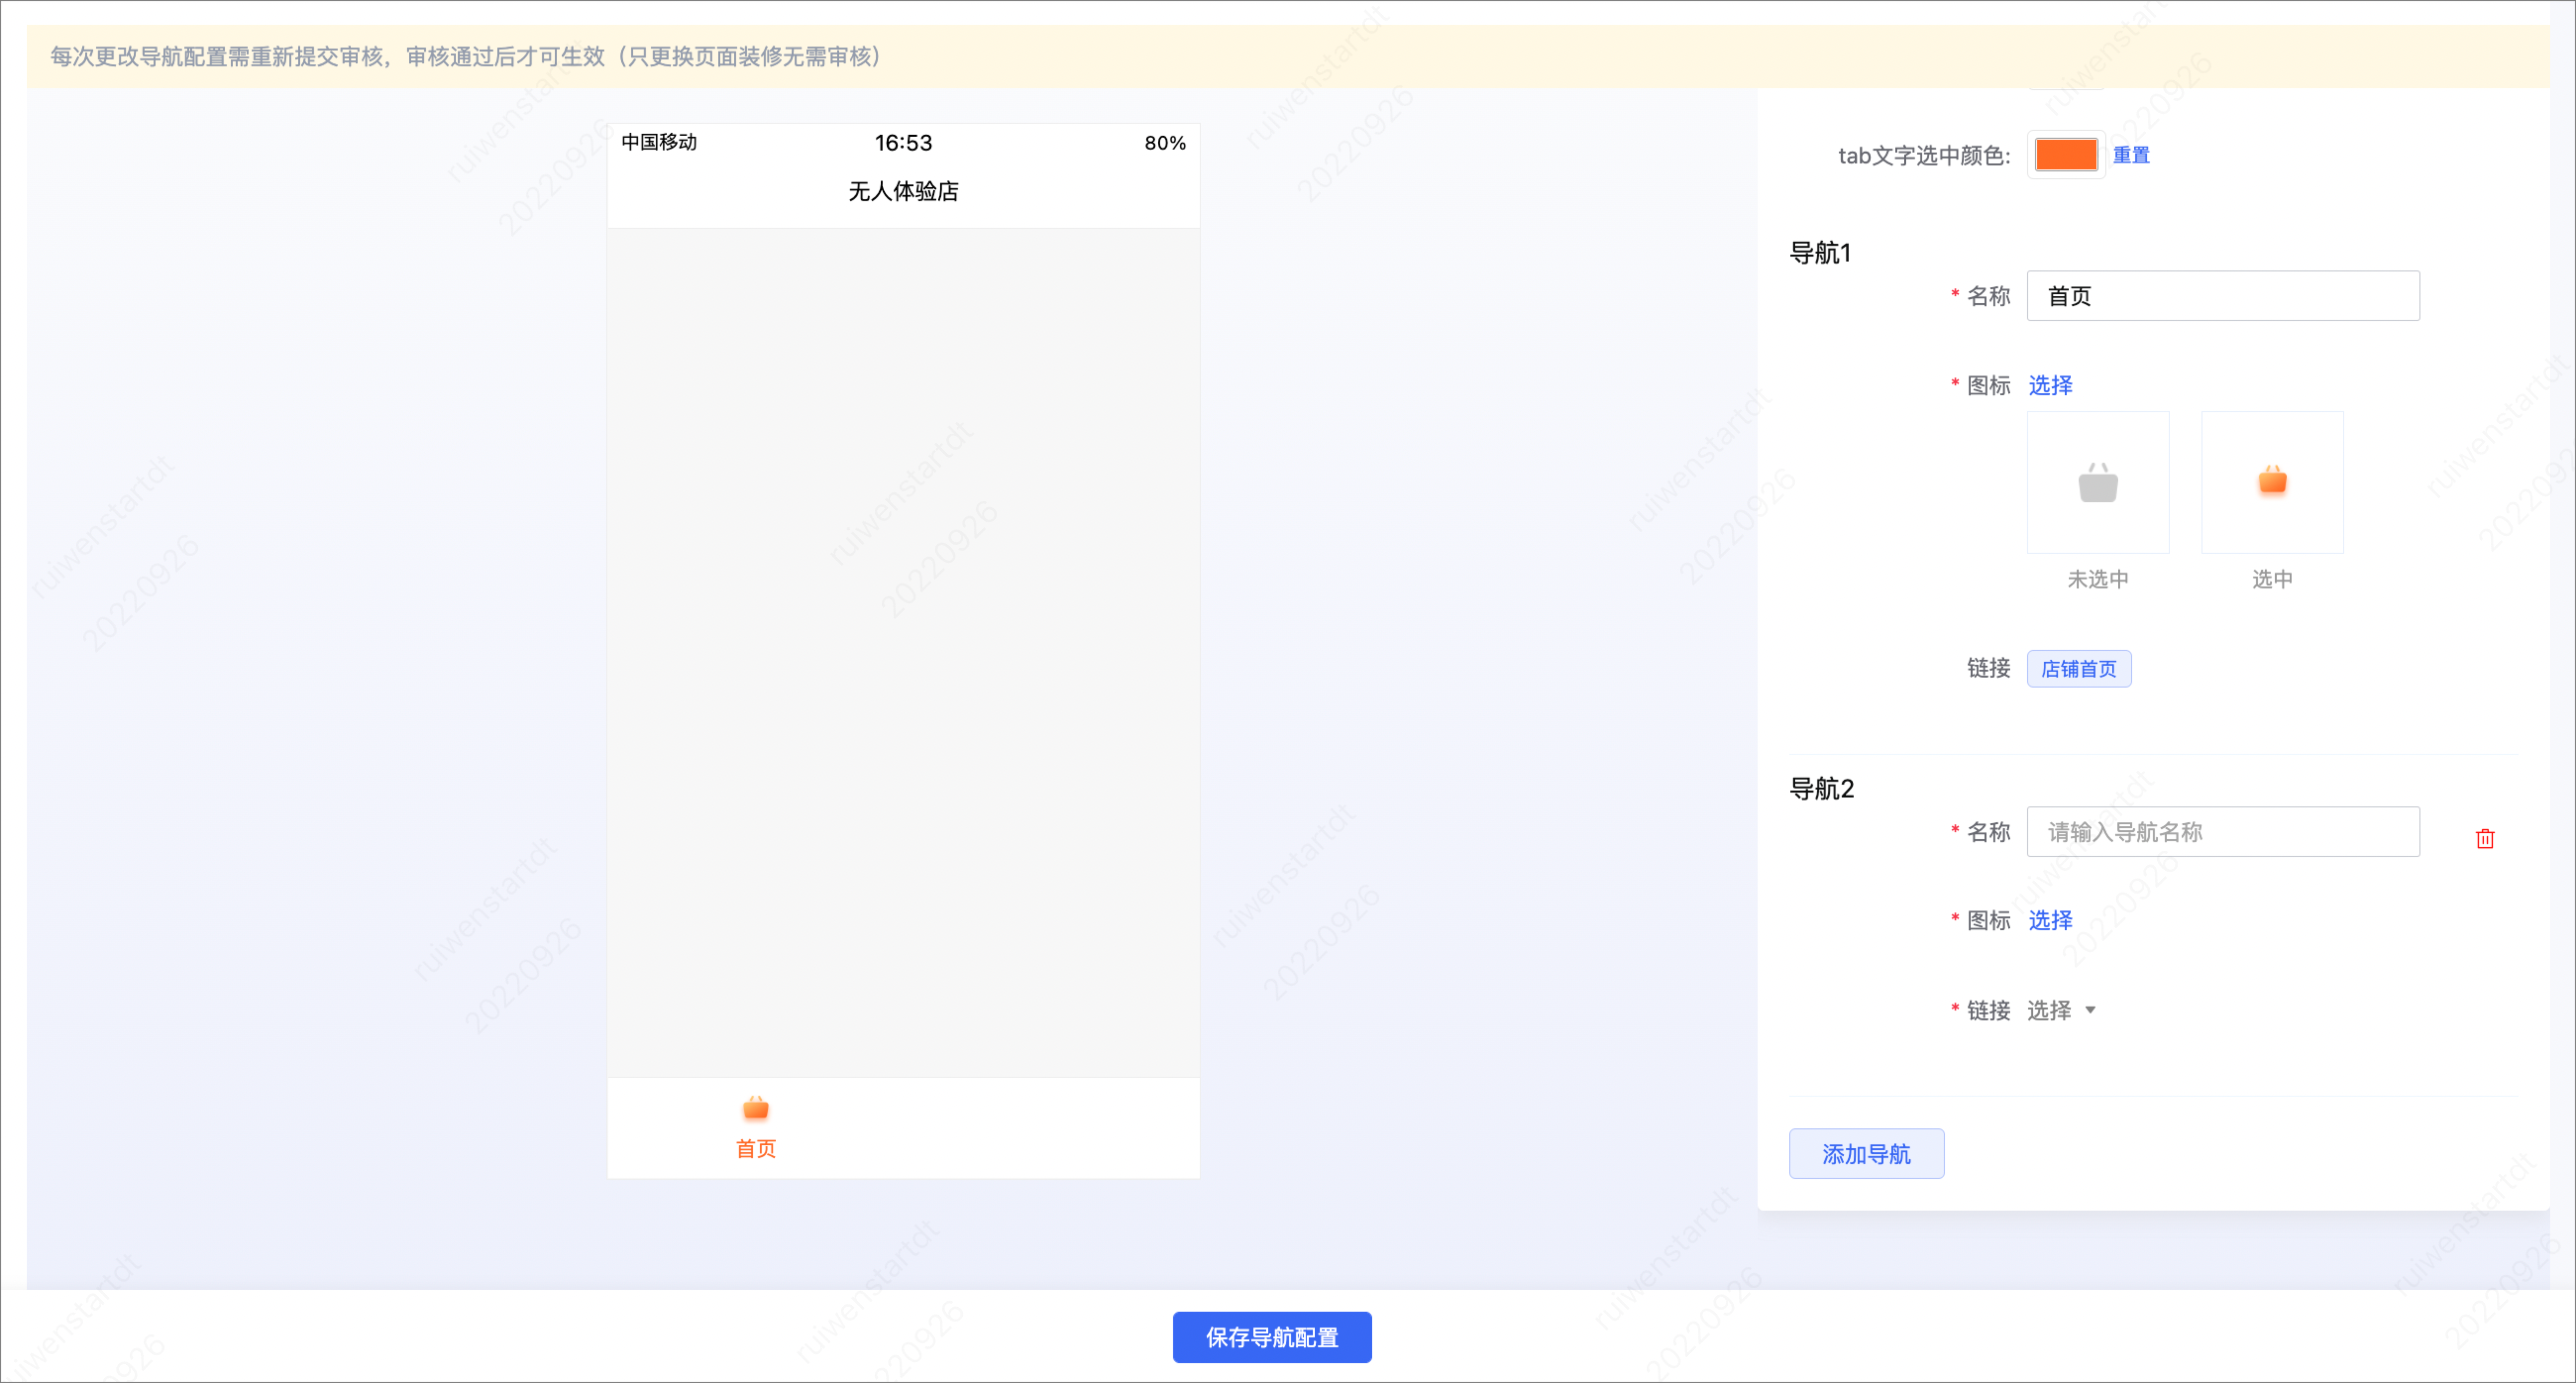 每次更改导航配置需重新提交审核，审核通过后才可生效（只更换页面装修无需审核）
中国移动 16:53 80%
无人体验店
首页
tab文字选中颜色: 重置
导航1
* 名称 首页
* 图标 选择
未选中 选中
链接 店铺首页
导航2
* 名称 请输入导航名称
* 图标 选择
* 链接 选择
添加导航
保存导航配置
ruiwenstartdt
20220926